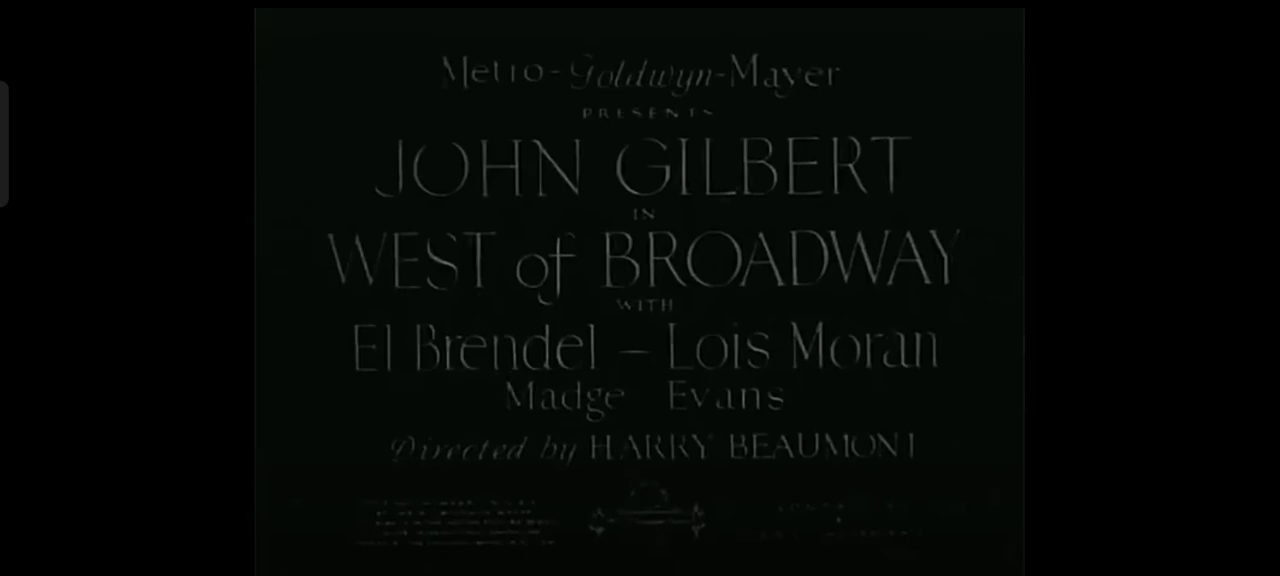 Metro-Goldwyn-Mayer
PRESENTS
JOHN GILBERT
IN
WEST of BROADWAY
WITH
El Brendel – Lois Moran
Madge Evans
Directed by HARRY BEAUMONT